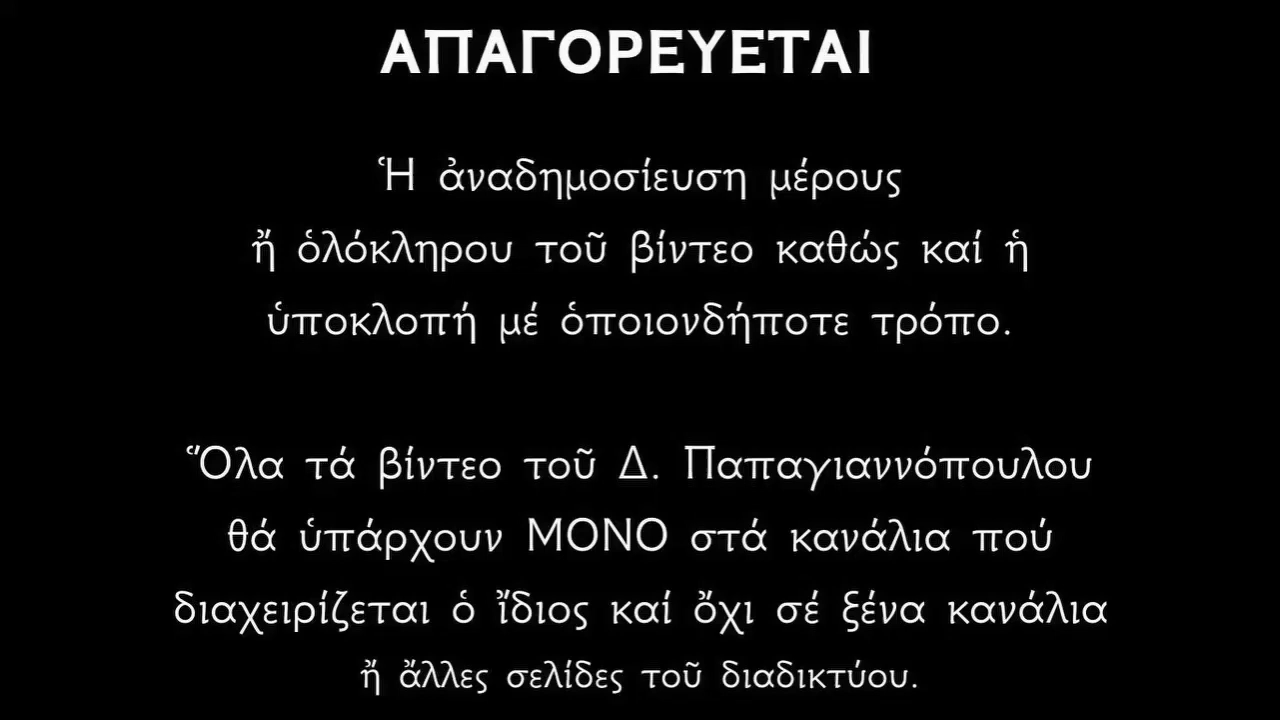 ΑΠΑΓΟΡΕΥΕΤΑΙ
Ἡ ἀναδημοσίευση μέρους
ἤ ὁλόκληρου τοῦ βίντεο καθώς καί ἡ
ὑποκλοπή μέ ὁποιονδήποτε τρόπο.
Ὅλα τά βίντεο τοῦ Δ. Παπαγιαννόπουλου
θά ὑπάρχουν ΜΟΝΟ στά κανάλια πού
διαχειρίζεται ὁ ἴδιος καί ὄχι σέ ξένα κανάλια
ἤ ἄλλες σελίδες τοῦ διαδικτύου.